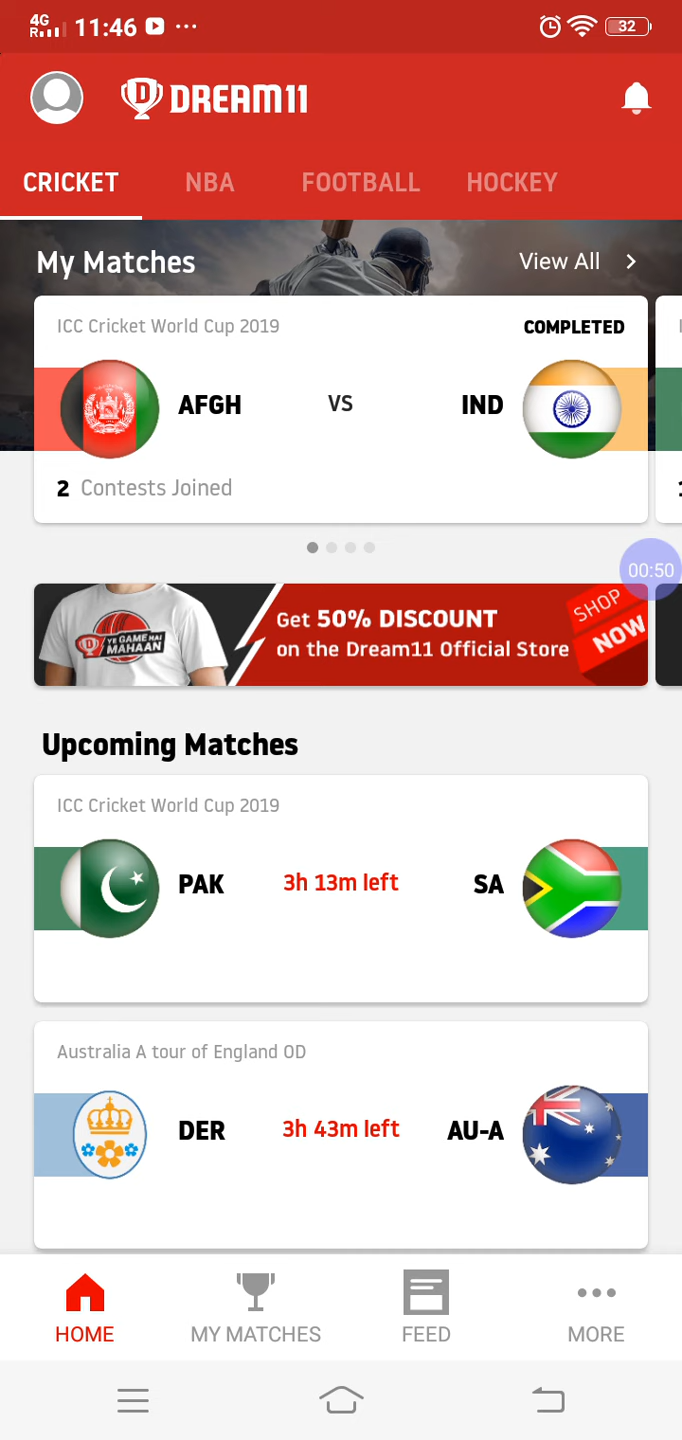 4G
R
11:46
32
D DREAM11
CRICKET NBA FOOTBALL HOCKEY
My Matches View All
ICC Cricket World Cup 2019 COMPLETED
AFGH VS IND
2 Contests Joined
00:50
YE GAME HAI
MAHAAN
Get 50% DISCOUNT
on the Dream11 Official Store
SHOP
NOW
Upcoming Matches
ICC Cricket World Cup 2019
PAK 3h 13m left SA
Australia A tour of England OD
DER 3h 43m left AU-A
HOME MY MATCHES FEED MORE